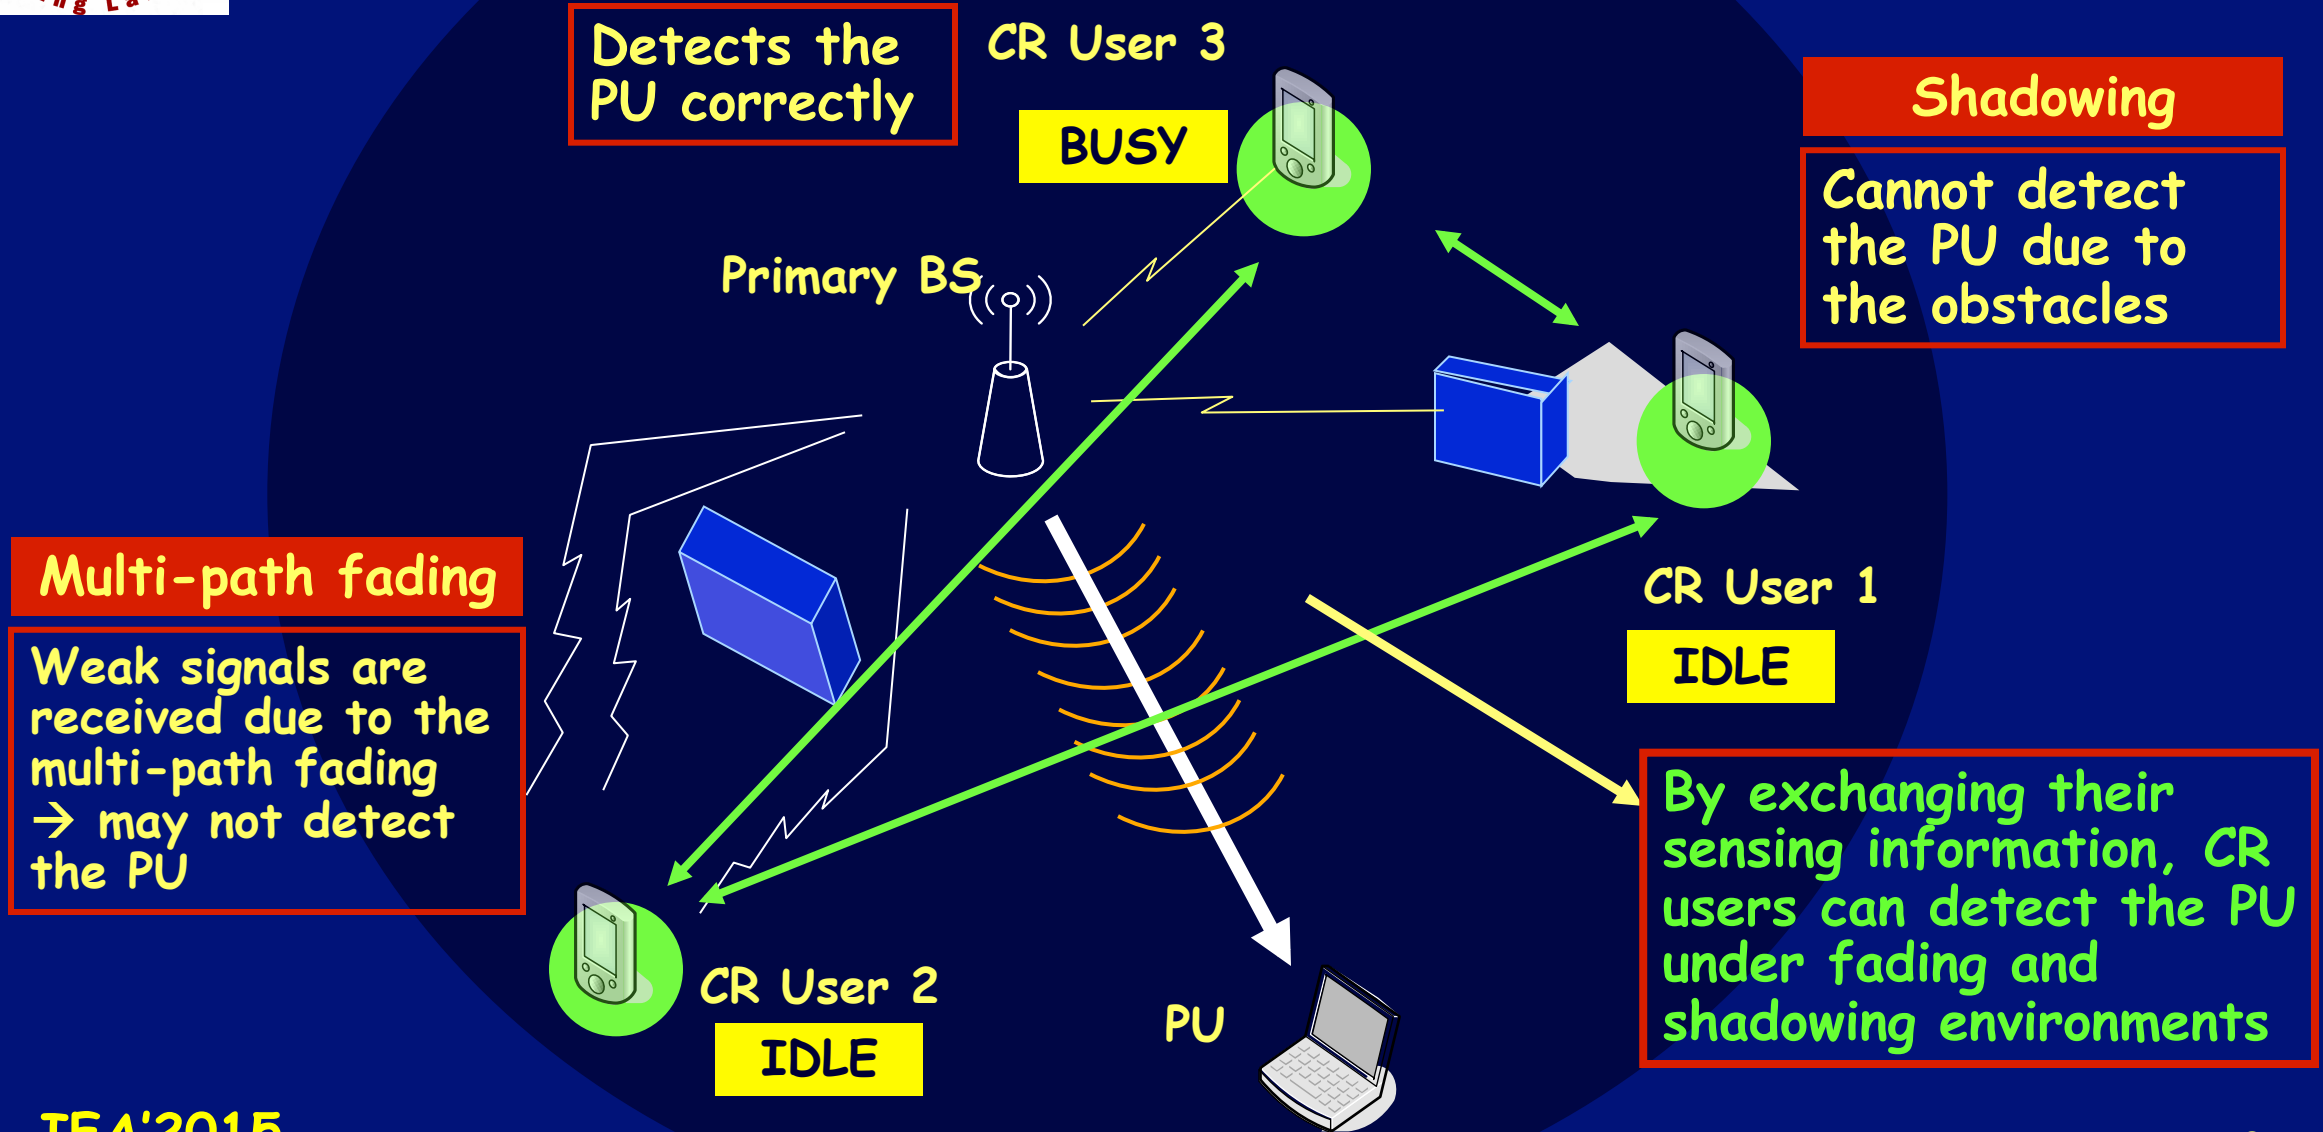 Detects the
PU correctly
CR User 3
BUSY
Shadowing
Cannot detect
the PU due to
the obstacles
Primary BS
Multi-path fading
Weak signals are
received due to the
multi-path fading
→ may not detect
the PU
CR User 1
IDLE
By exchanging their
sensing information, CR
users can detect the PU
under fading and
shadowing environments
CR User 2
IDLE
PU